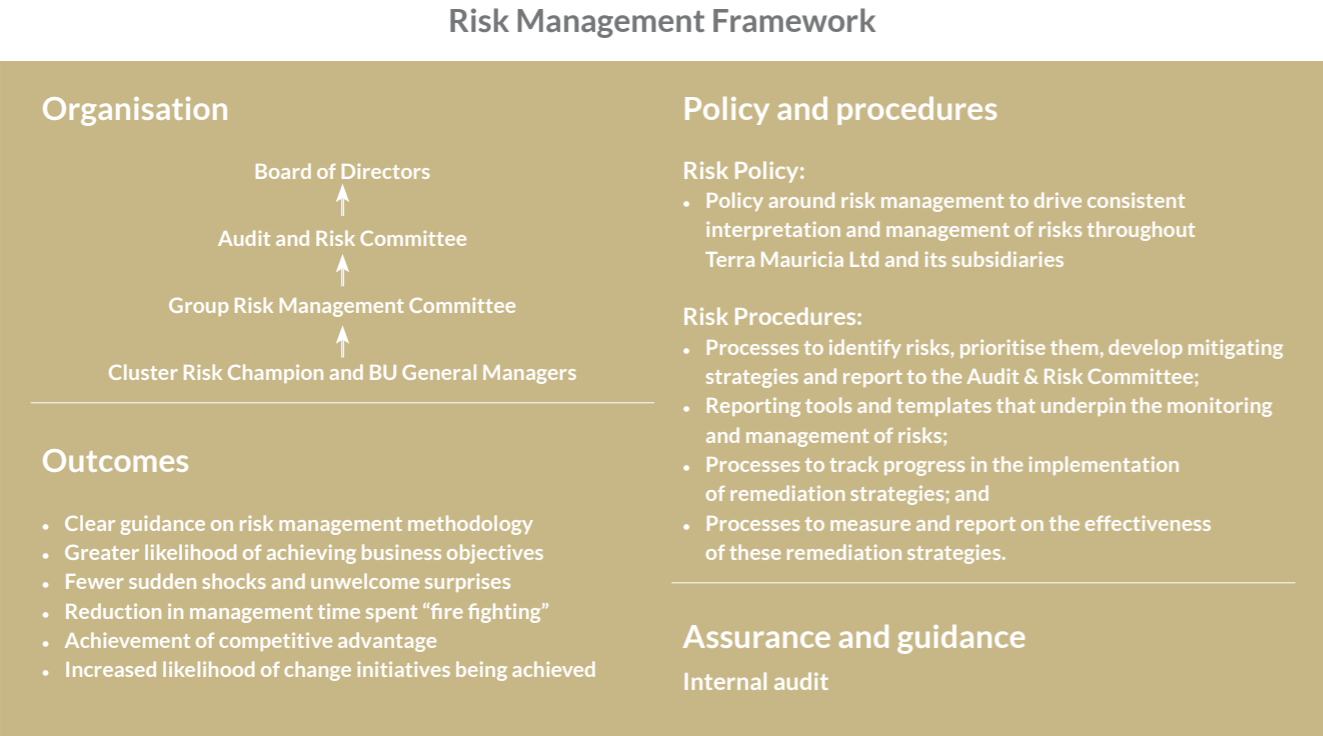 Risk Management Framework
Organisation
Board of Directors
Audit and Risk Committee
Group Risk Management Committee
Cluster Risk Champion and BU General Managers
Outcomes
• Clear guidance on risk management methodology
• Greater likelihood of achieving business objectives
• Fewer sudden shocks and unwelcome surprises
• Reduction in management time spent “fire fighting”
• Achievement of competitive advantage
• Increased likelihood of change initiatives being achieved
Policy and procedures
Risk Policy:
• Policy around risk management to drive consistent
interpretation and management of risks throughout
Terra Mauricia Ltd and its subsidiaries
Risk Procedures:
• Processes to identify risks, prioritise them, develop mitigating
strategies and report to the Audit & Risk Committee;
• Reporting tools and templates that underpin the monitoring
and management of risks;
• Processes to track progress in the implementation
of remediation strategies; and
• Processes to measure and report on the effectiveness
of these remediation strategies.
Assurance and guidance
Internal audit